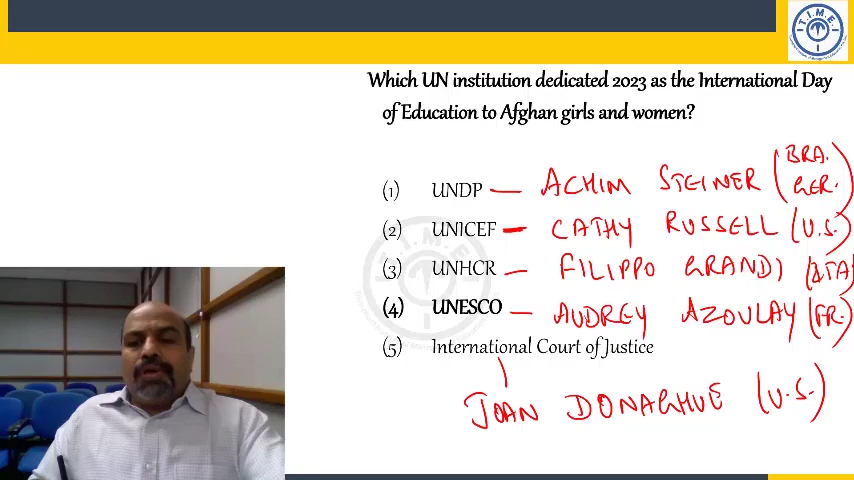 T.I.M.E.
Which UN institution dedicated 2023 as the International Day
of Education to Afghan girls and women?
(1) UNDP — ACHIM STEINER (BRA. GER.)
(2) UNICEF — CATHY RUSSELL (U.S.)
(3) UNHCR — FILIPPO GRANDI (ITA
(4) UNESCO — AUDREY AZOULAY (FR.)
(5) International Court of Justice
JOAN DONAGHUE (U.S.)